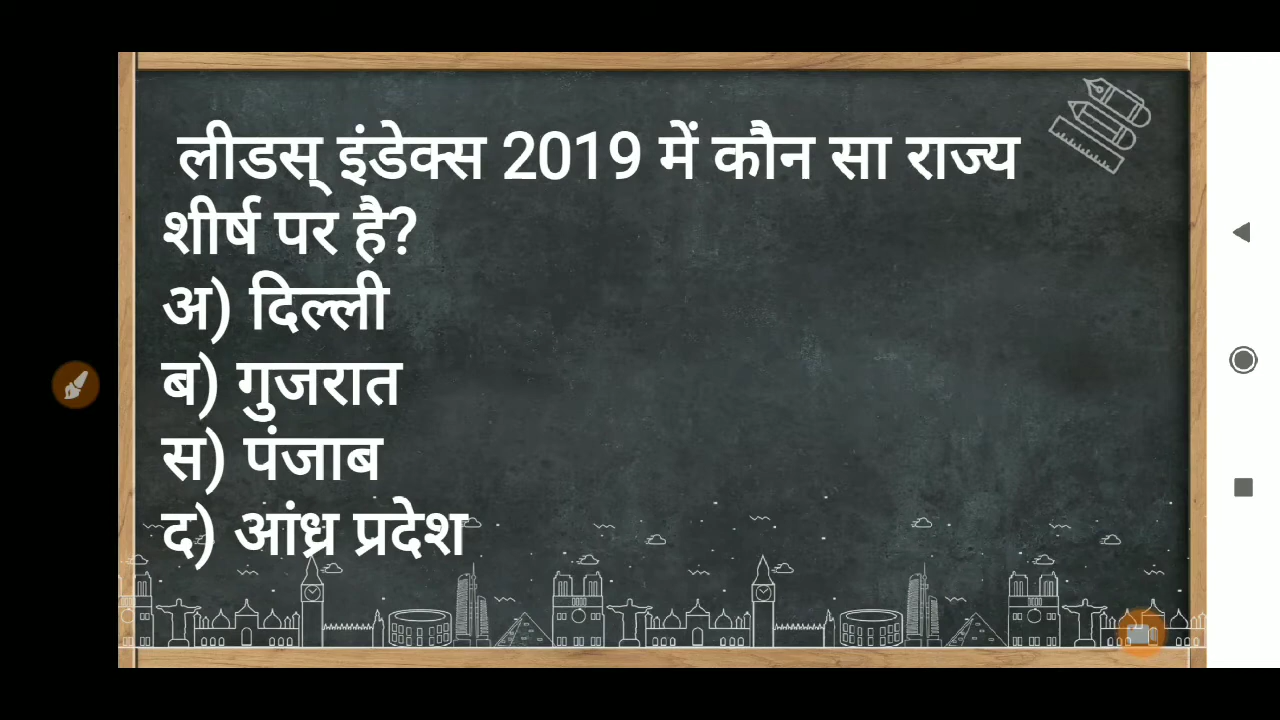 लीडस् इंडेक्स 2019 में कौन सा राज्य
शीर्ष पर है?
अ) दिल्ली
ब) गुजरात
स) पंजाब
द) आंध्र प्रदेश